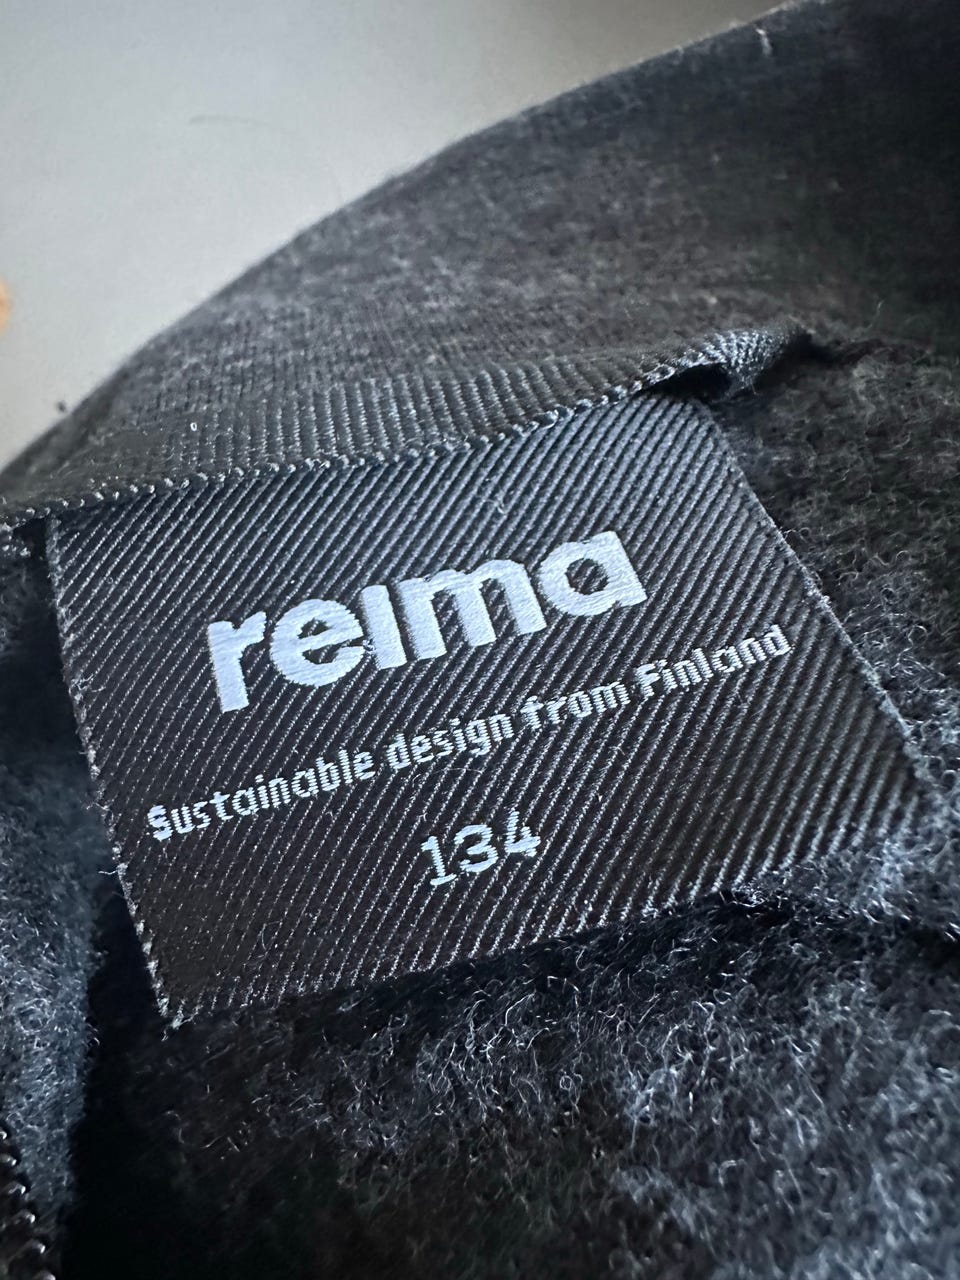 reima
Sustainable design from Finland
134